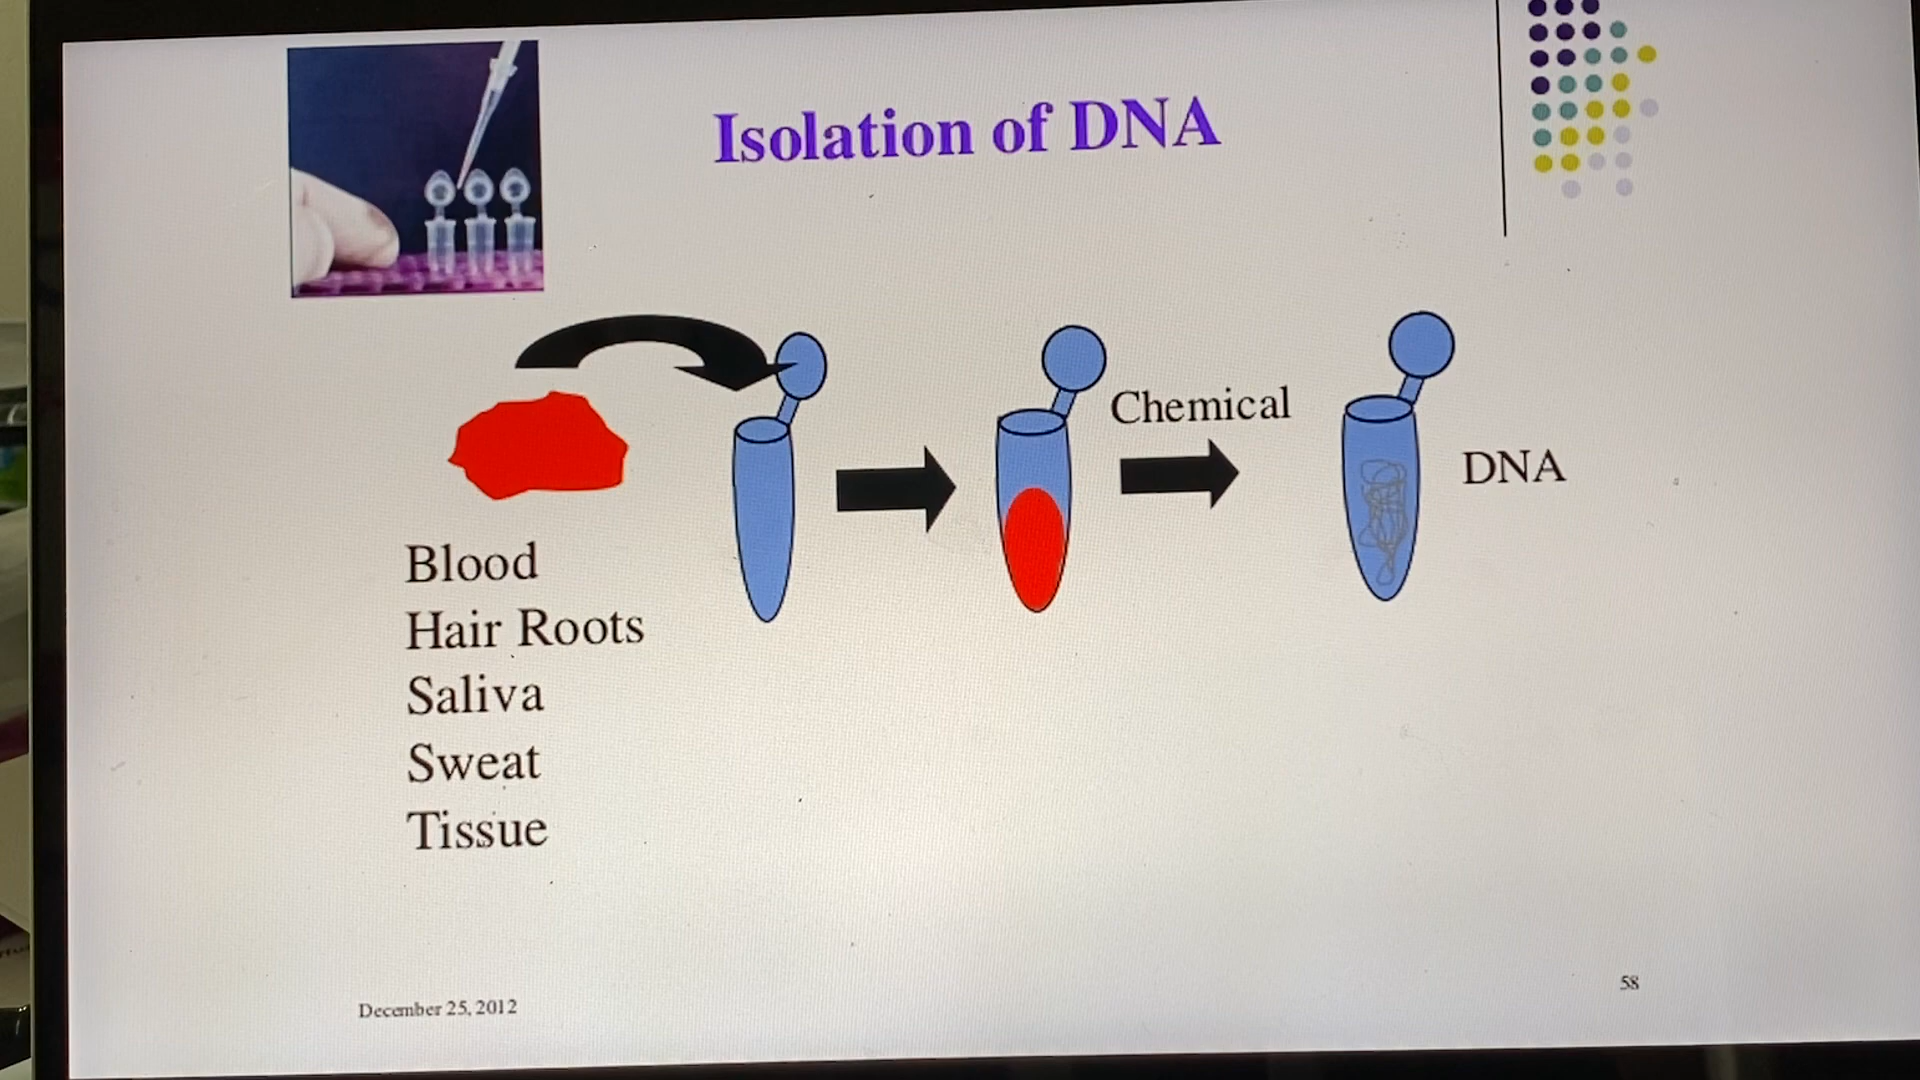 Isolation of DNA
Chemical
DNA
Blood
Hair Roots
Saliva
Sweat
Tissue
December 25, 2012
58